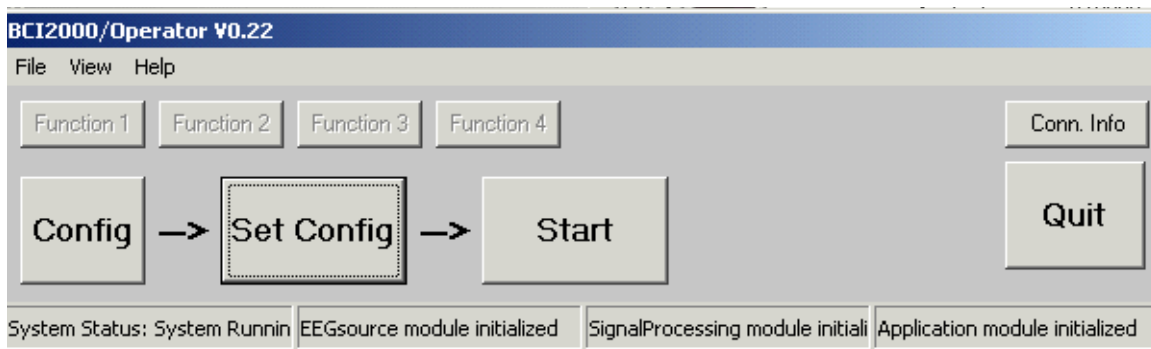 BCI2000/Operator V0.22
File View Help
Function 1 Function 2 Function 3 Function 4 Conn. Info
Config --> Set Config --> Start Quit
System Status: System Runnin EEGsource module initialized SignalProcessing module initiali Application module initialized